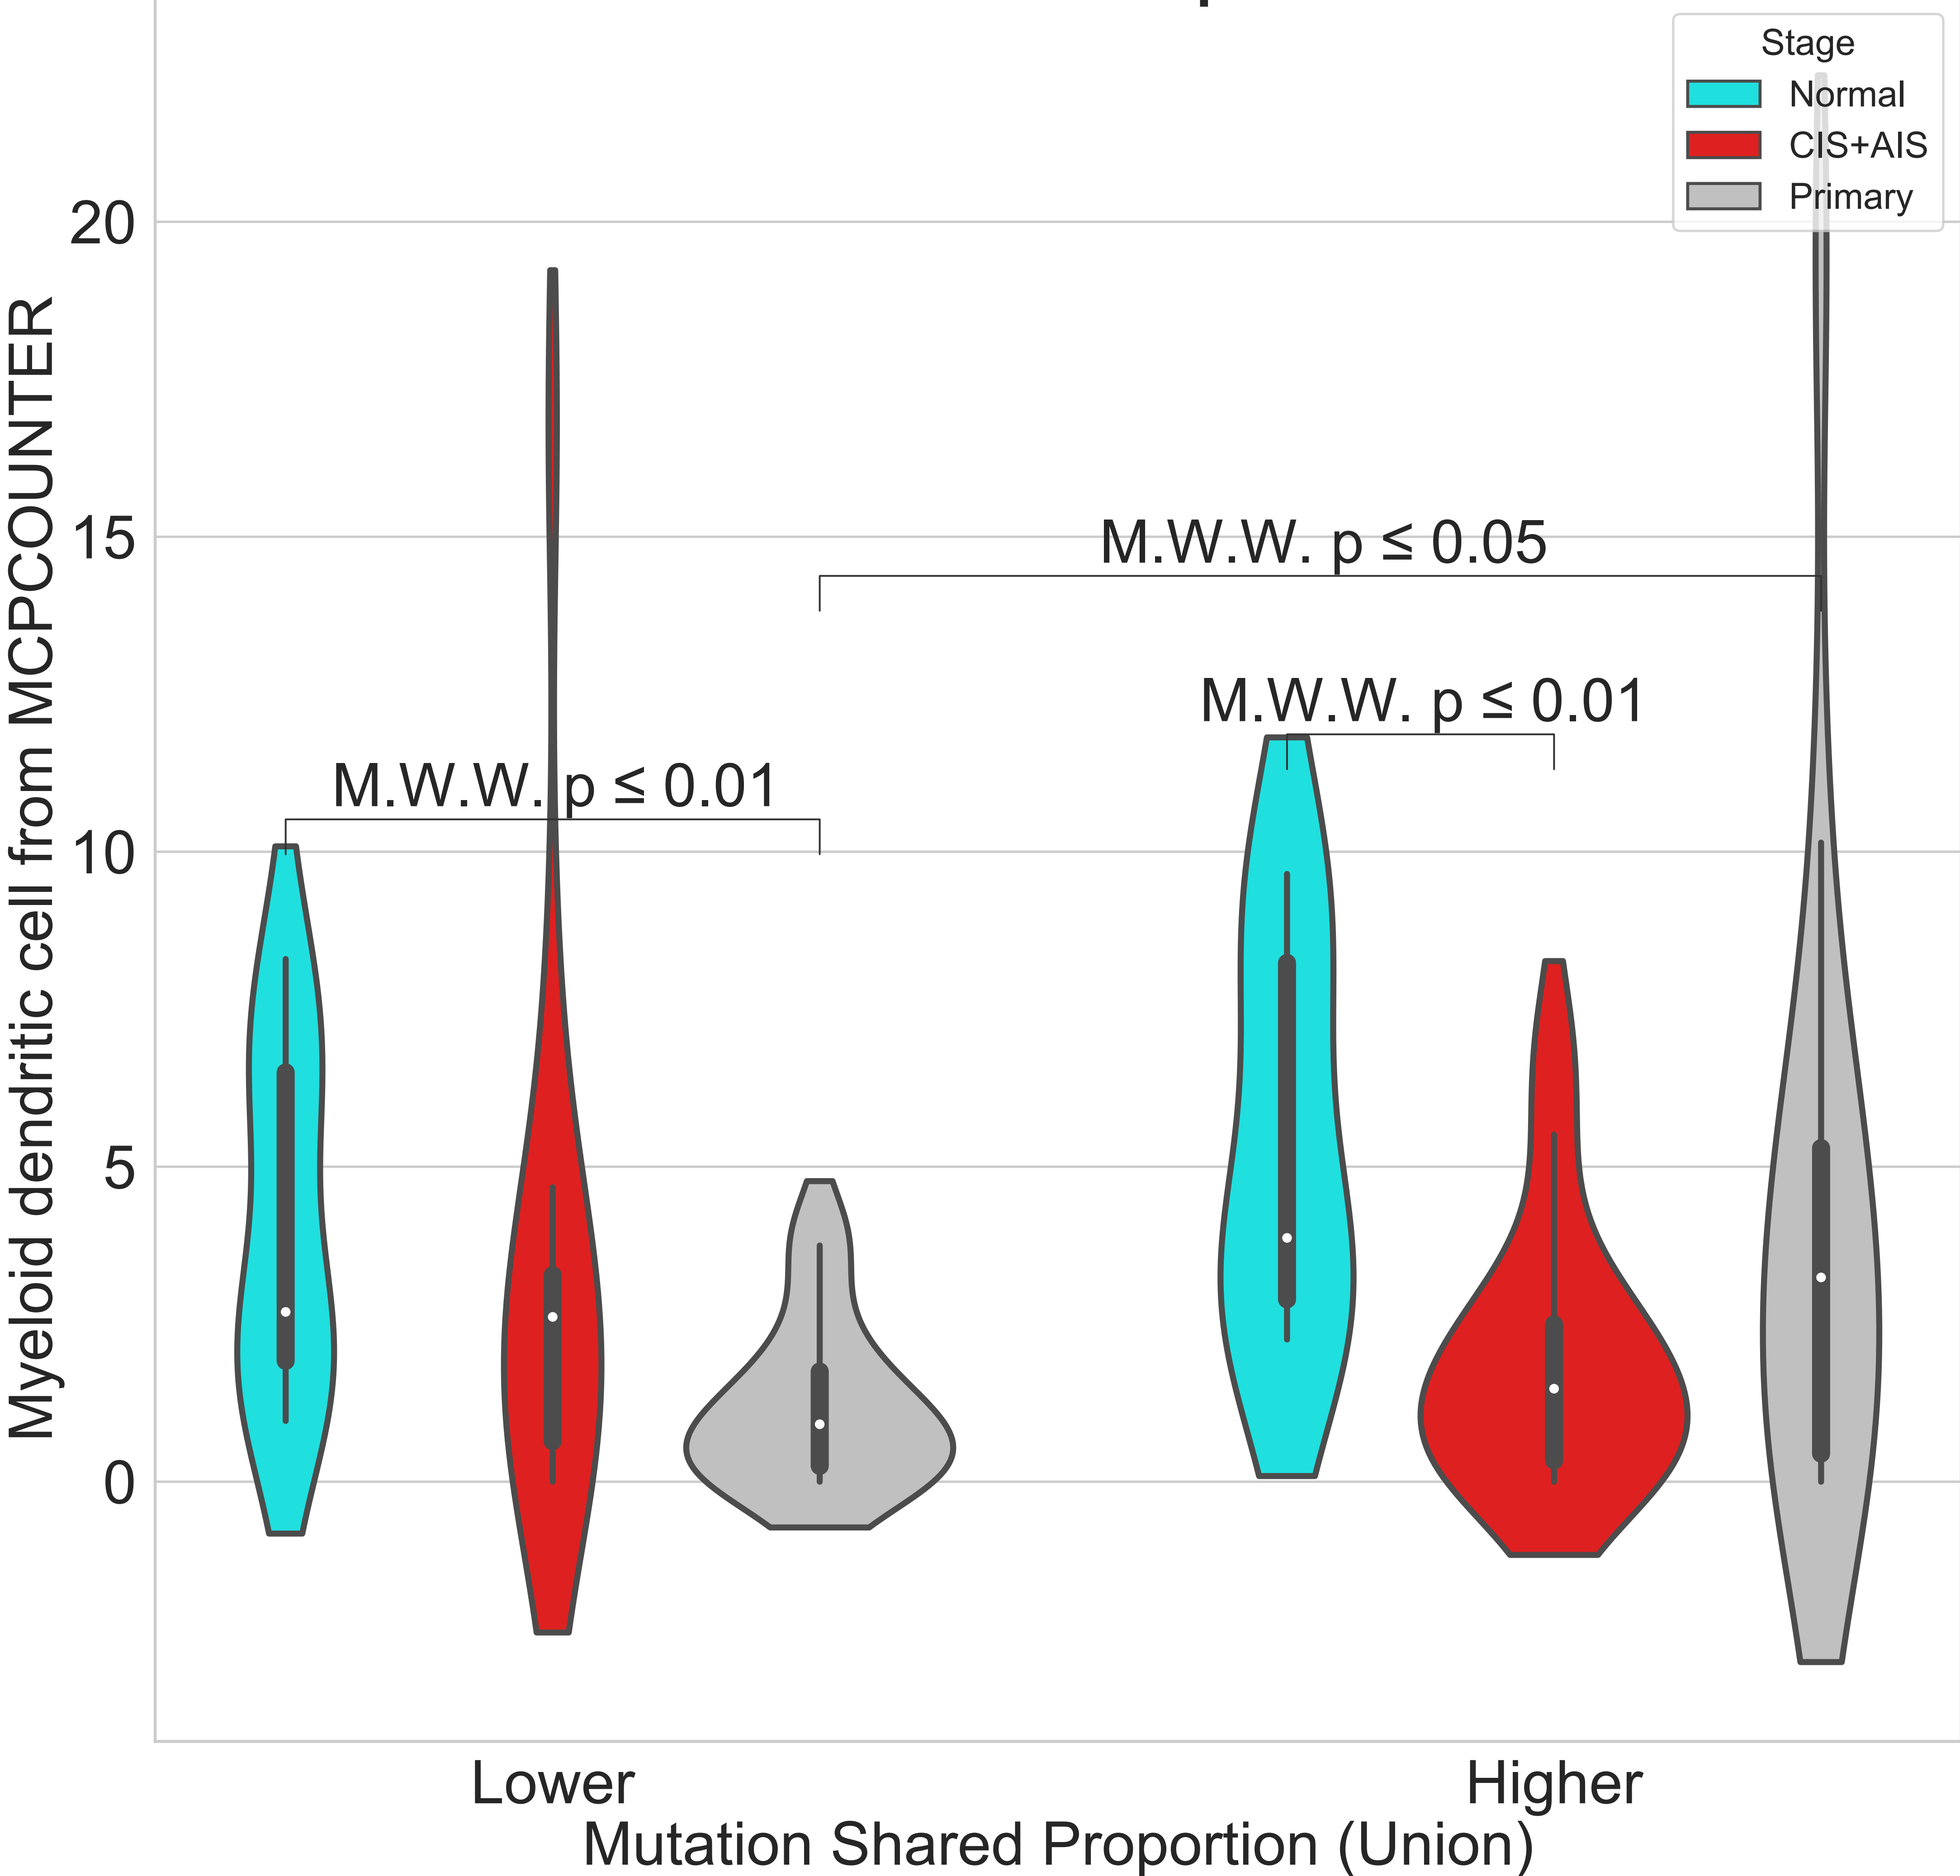 Stage
Normal
CIS+AIS
Primary
Myeloid dendritic cell from MCPCOUNTER
20
15
10
5
0
M.W.W. p ≤ 0.05
M.W.W. p ≤ 0.01
M.W.W. p ≤ 0.01
Lower
Higher
Mutation Shared Proportion (Union)